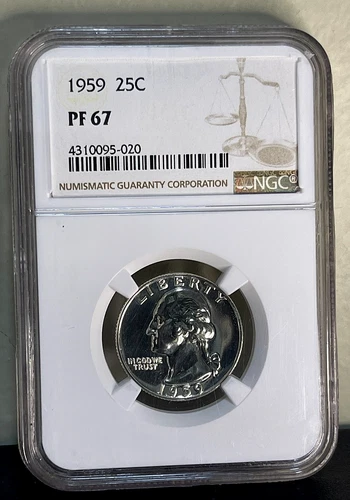 1959 25C
PF 67
4310095-020
NUMISMATIC GUARANTY CORPORATION
NGC®
LIBERTY
IN GOD WE
TRUST
1959